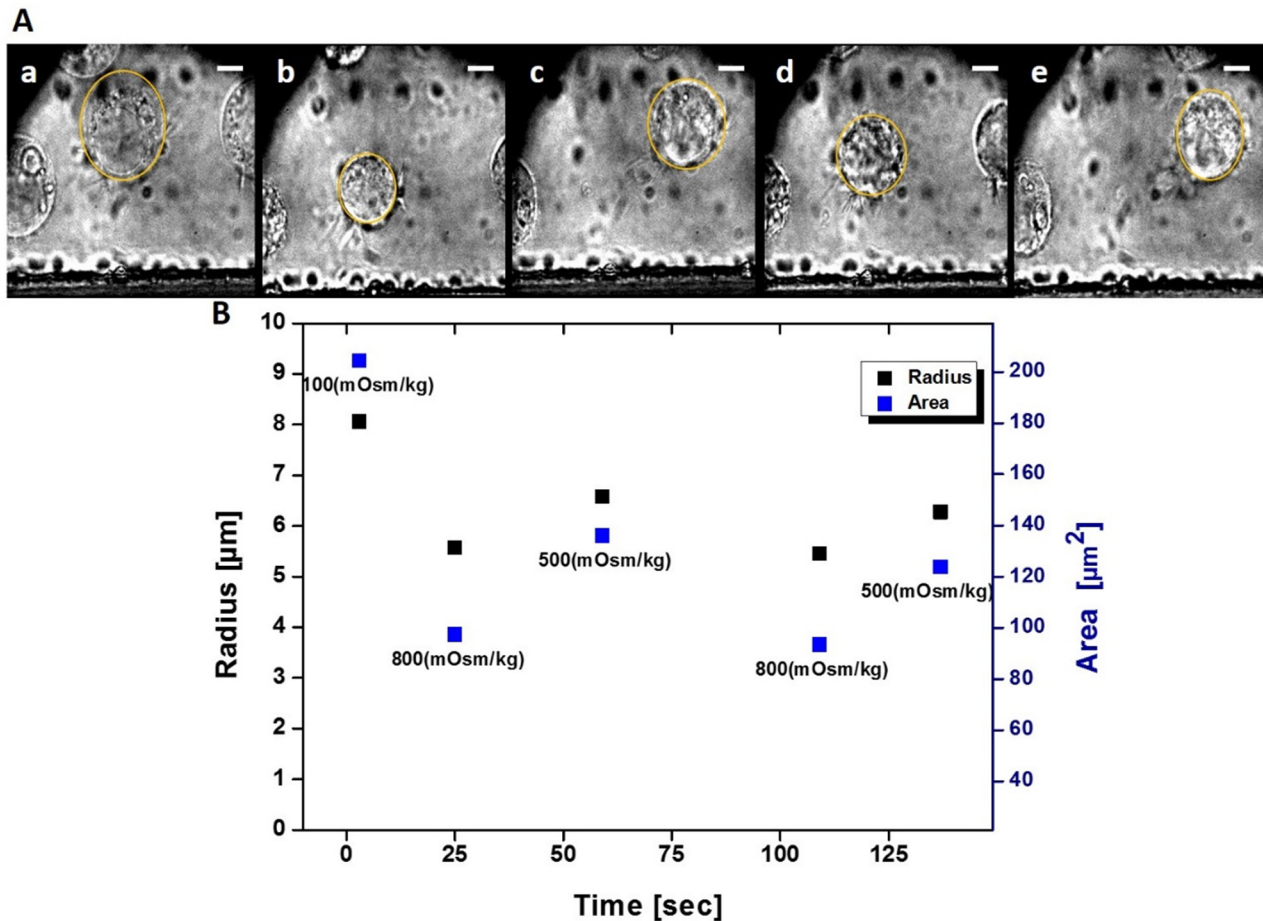 A
a b c d e
B
10
9
8
7
6
5
4
3
2
1
0
Radius [µm]
100(mOsm/kg)
800(mOsm/kg)
500(mOsm/kg)
800(mOsm/kg)
500(mOsm/kg)
Radius
Area
200
180
160
140
120
100
80
60
40
Area [µm²]
0 25 50 75 100 125
Time [sec]